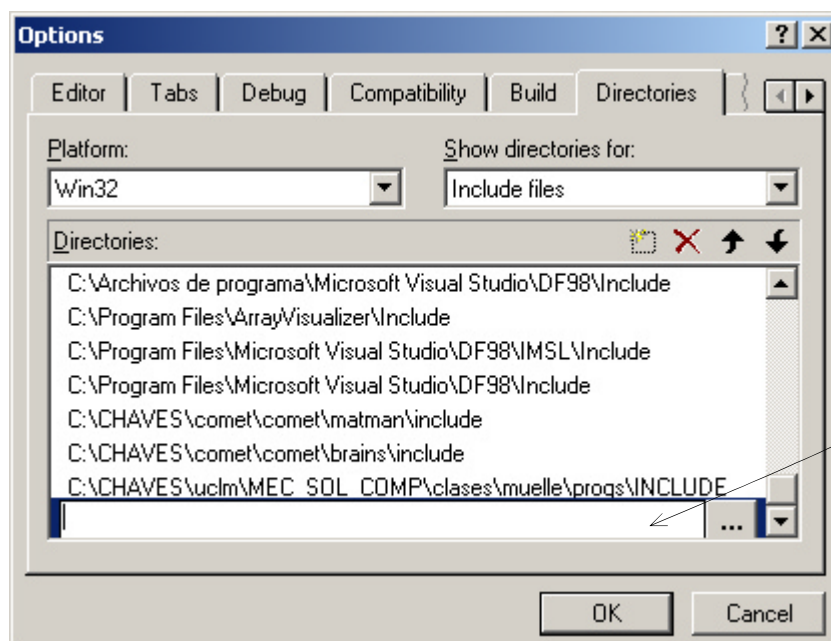 Options
Editor Tabs Debug Compatibility Build Directories
Platform: Show directories for:
Win32 Include files
Directories:
C:\Archivos de programa\Microsoft Visual Studio\DF98\Include
C:\Program Files\ArrayVisualizer\Include
C:\Program Files\Microsoft Visual Studio\DF98\IMSL\Include
C:\Program Files\Microsoft Visual Studio\DF98\Include
C:\CHAVES\comet\comet\matman\include
C:\CHAVES\comet\comet\brains\include
C:\CHAVES\uclm\MEC_SOL_COMP\clases\muelle\progs\INCLUDE
...
OK Cancel